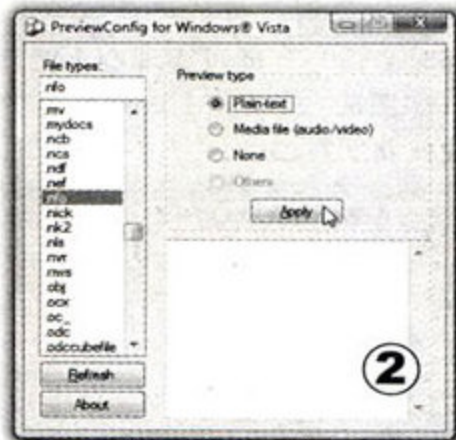 PreviewConfig for Windows® Vista
File types:
nfo
.mv
.mydocs
.ncb
.ncs
.ndf
.nef
.nfo
.nick
.nk2
.nls
.nvr
.nws
.obj
.ocx
.oc_
.odc
.odccubefile
Refresh
About
Preview type
Plain-text
Media file (audio/video)
None
Others
Apply
2